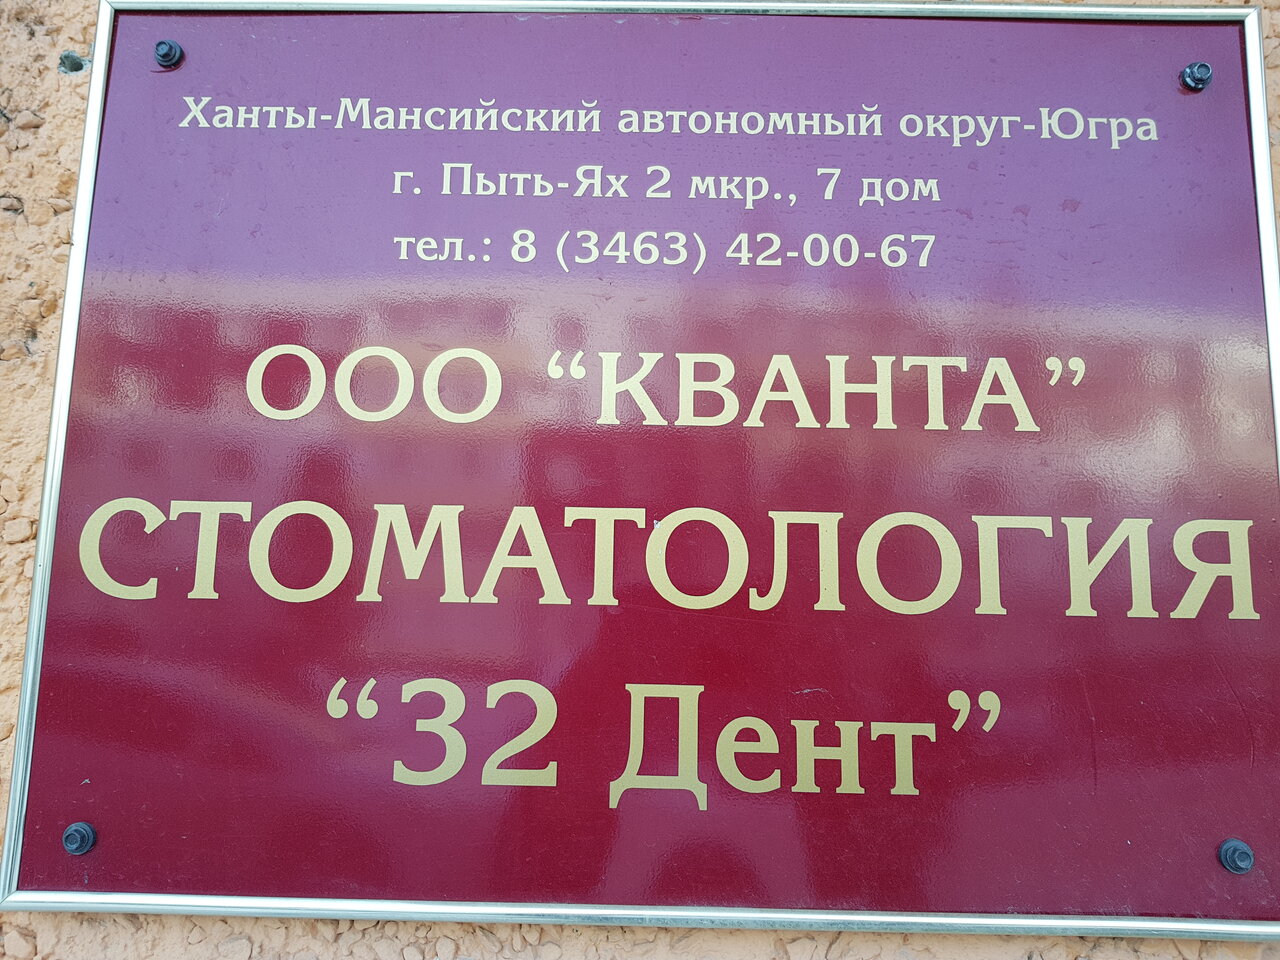 Ханты-Мансийский автономный округ-Югра
г. Пыть-Ях 2 мкр., 7 дом
тел.: 8 (3463) 42-00-67
ООО “КВАНТА”
СТОМАТОЛОГИЯ
“32 Дент”